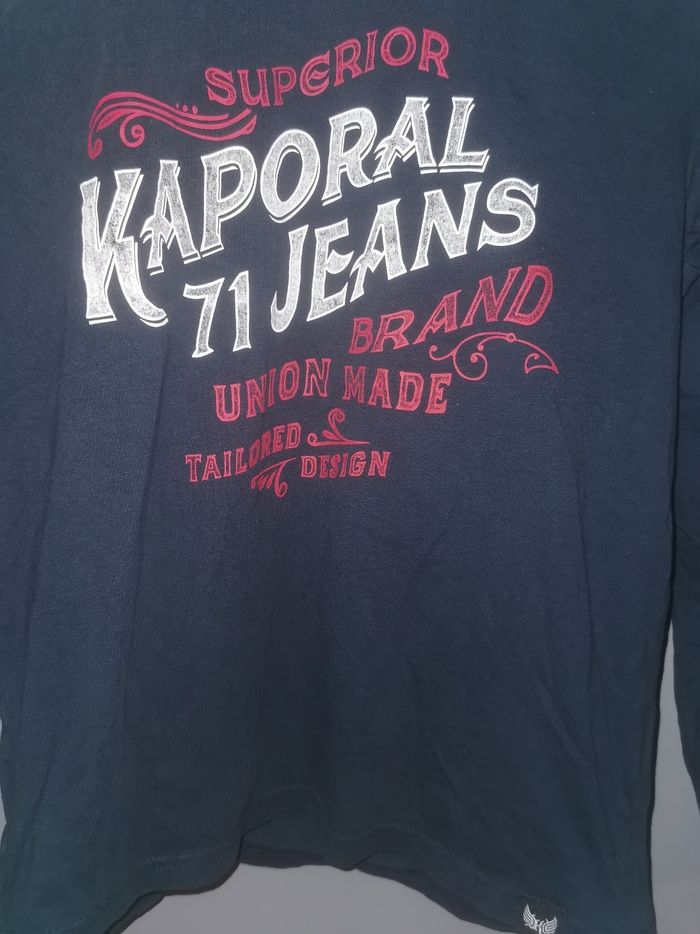 SUPERIOR
KAPORAL
71 JEANS
BRAND
UNION MADE
TAILORED
DESIGN